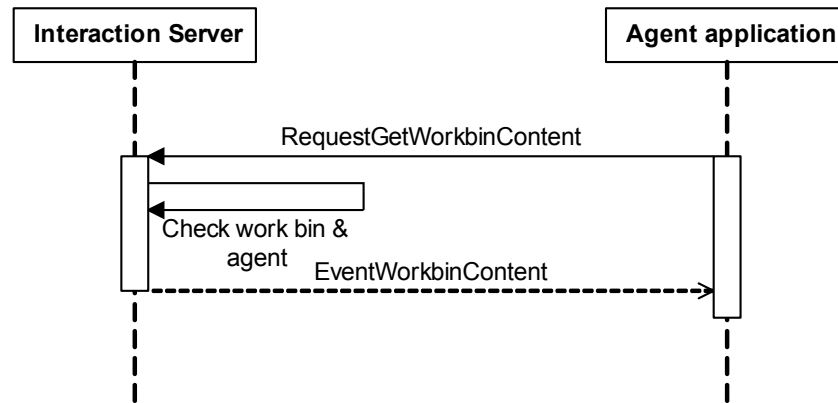 Interaction Server
Agent application
RequestGetWorkbinContent
Check work bin &
agent
EventWorkbinContent